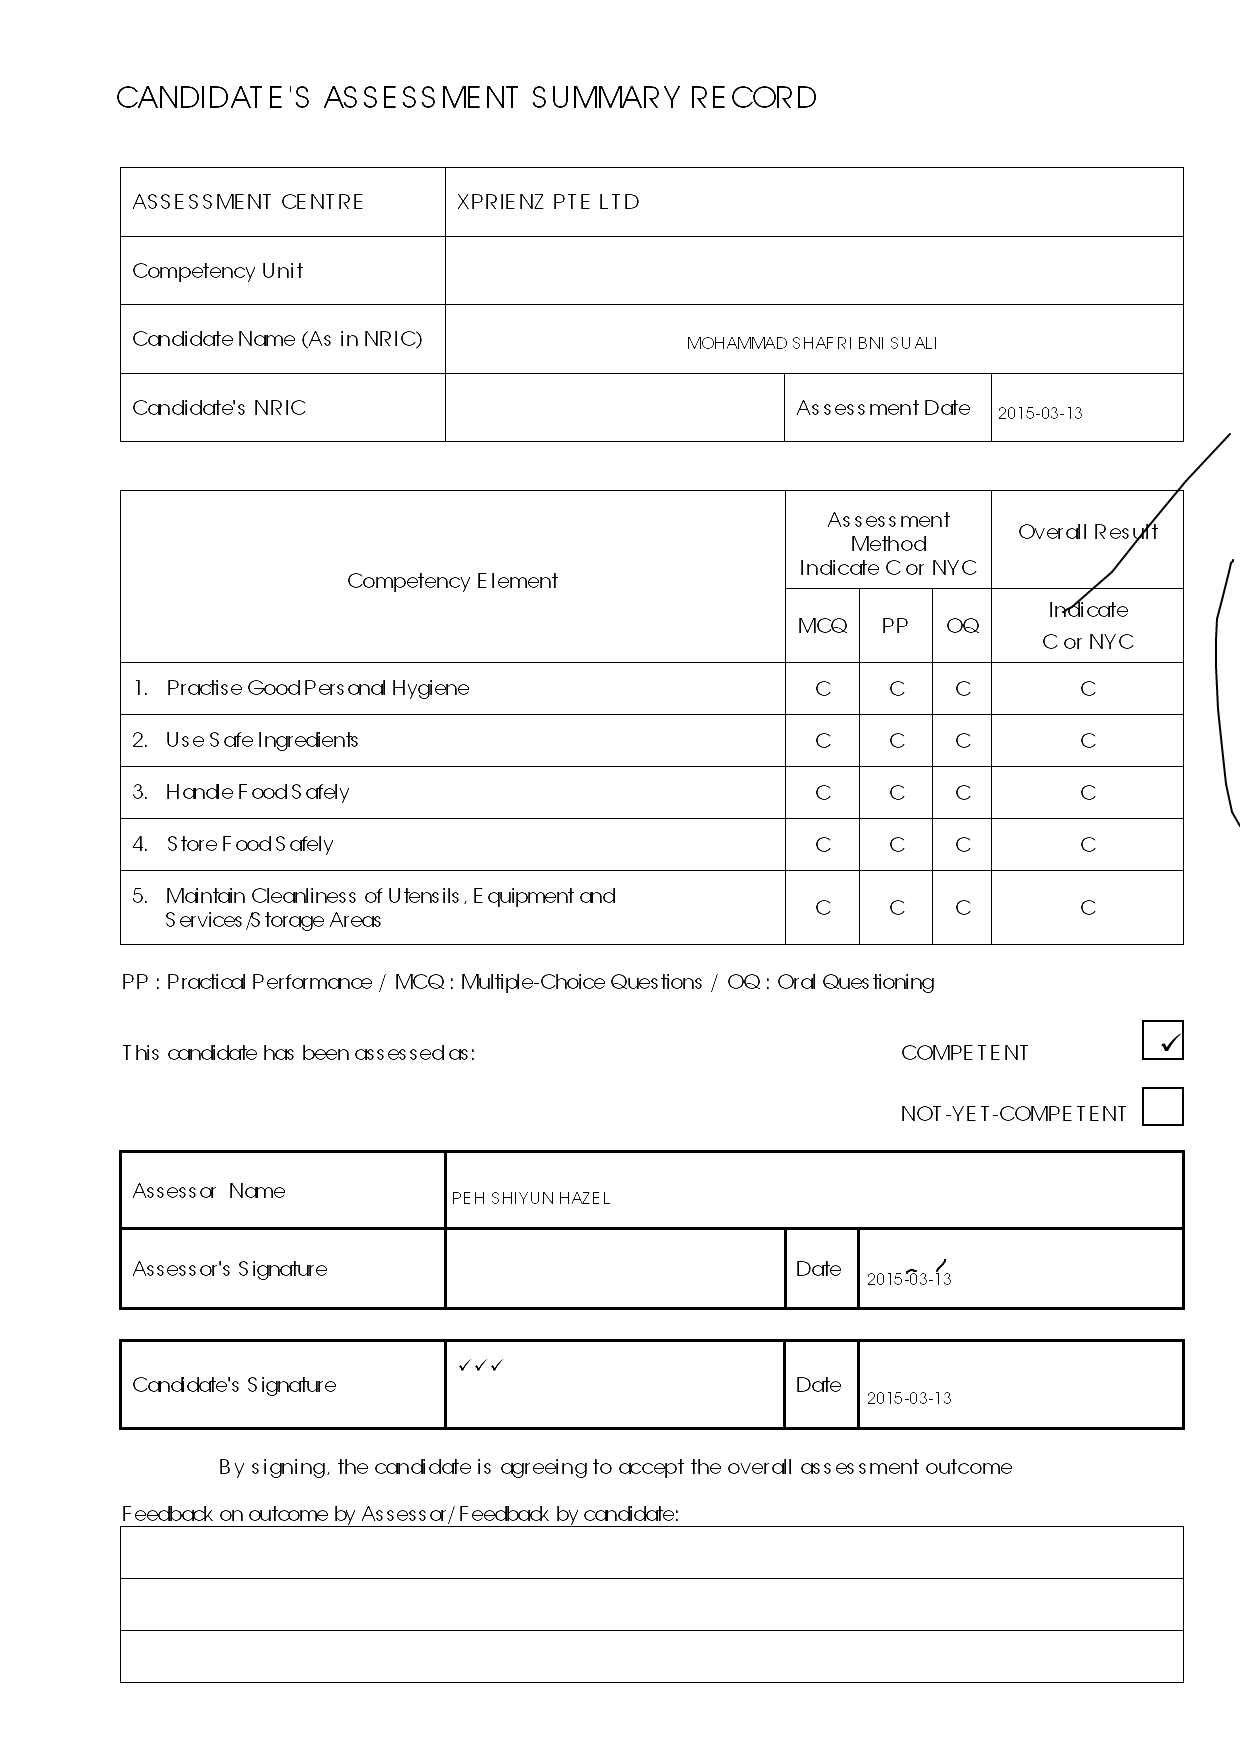 CANDIDATE'S ASSESSMENT SUMMARY RECORD
ASSESSMENT CENTRE XPRIENZ PTE LTD
Competency Unit
Candidate Name (As in NRIC) MOHAMMAD SHAFRI BNI SUALI
Candidate's NRIC Assessment Date 2015-03-13
Competency Element
Assessment
Method
Indicate C or NYC
Overall Result
MCQ PP OQ
Indicate
C or NYC
1. Practise Good Personal Hygiene C C C C
2. Use Safe Ingredients C C C C
3. Handle Food Safely C C C C
4. Store Food Safely C C C C
5. Maintain Cleanliness of Utensils, Equipment and
Services/Storage Areas C C C C
PP : Practical Performance / MCQ : Multiple-Choice Questions / OQ : Oral Questioning
This candidate has been assessed as: COMPETENT ✓
NOT-YET-COMPETENT
Assessor Name PEH SHIYUN HAZEL
Assessor's Signature Date 2015-03-13
Candidate's Signature ✓✓✓ Date 2015-03-13
By signing, the candidate is agreeing to accept the overall assessment outcome
Feedback on outcome by Assessor/ Feedback by candidate: